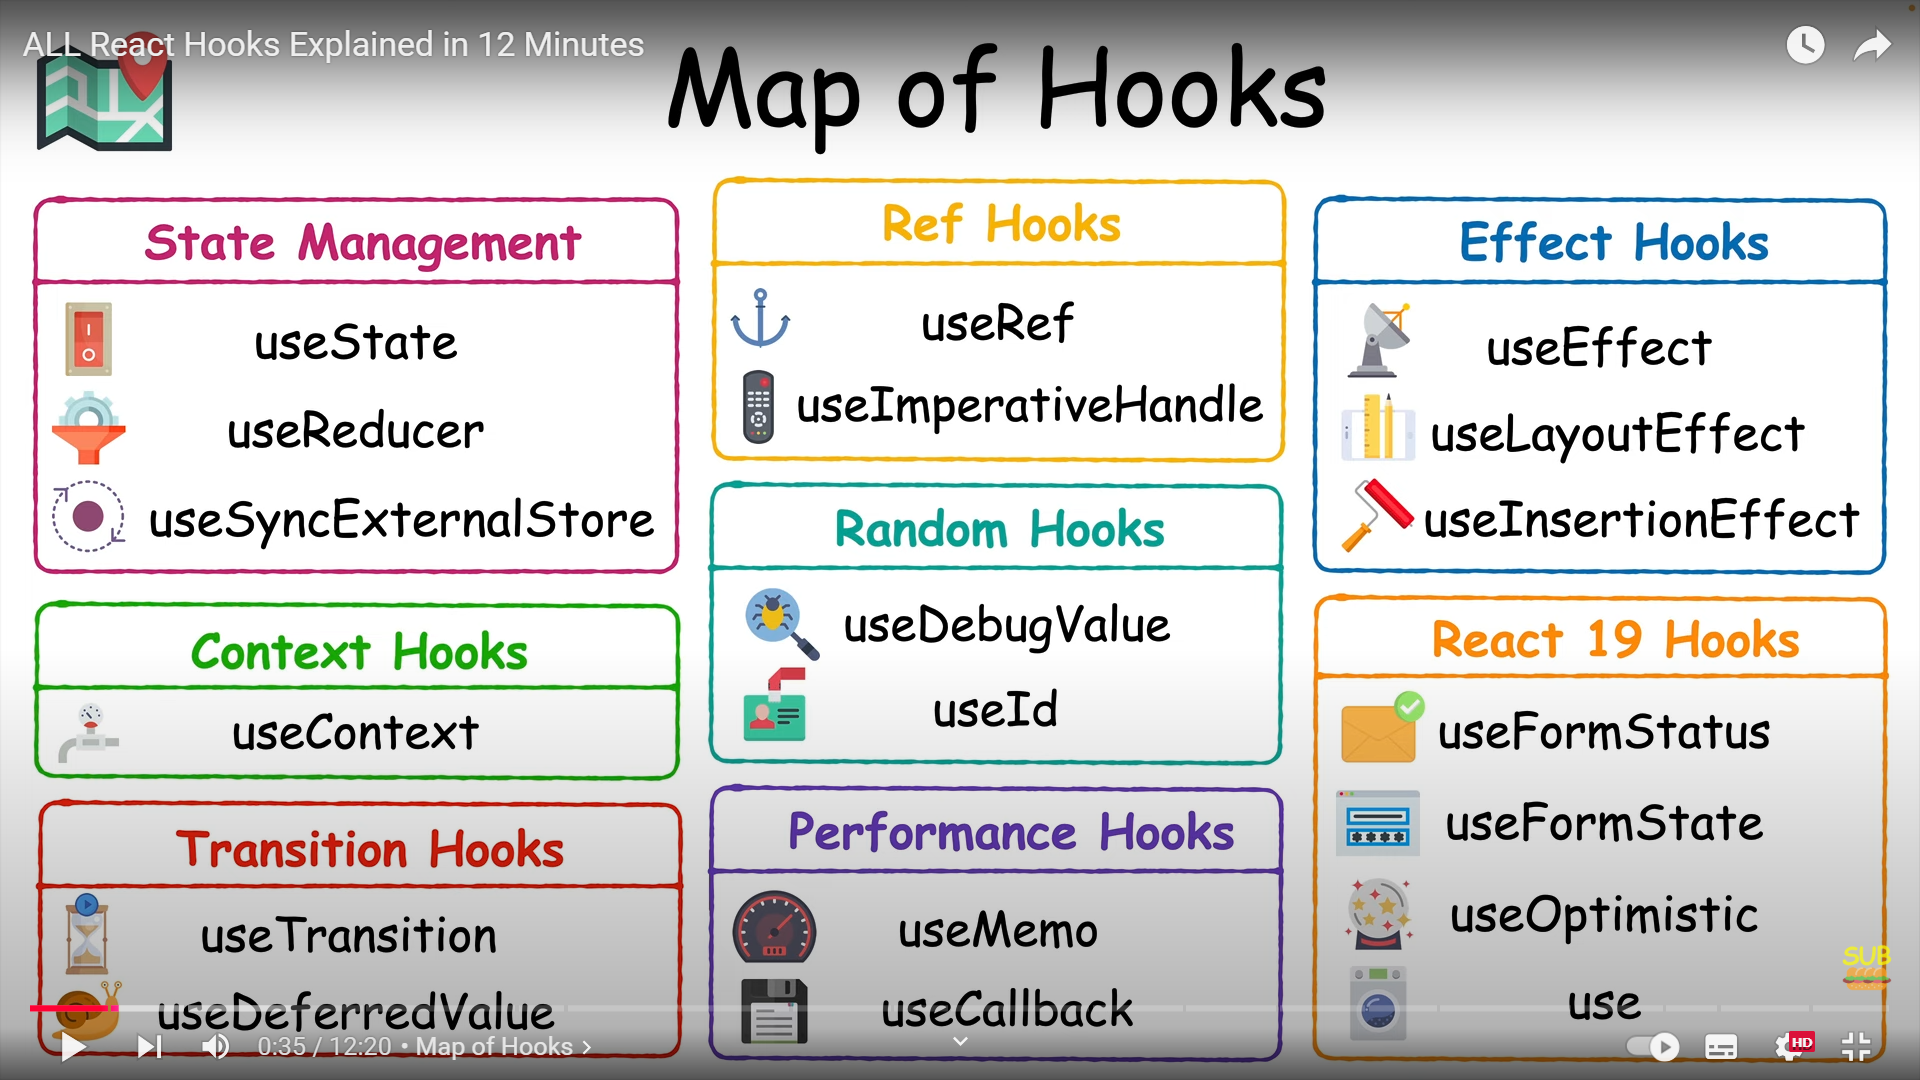 ALL React Hooks Explained in 12 Minutes
Map of Hooks
State Management
useState
useReducer
useSyncExternalStore
Context Hooks
useContext
Transition Hooks
useTransition
useDeferredValue
Ref Hooks
useRef
useImperativeHandle
Random Hooks
useDebugValue
useId
Performance Hooks
useMemo
useCallback
Effect Hooks
useEffect
useLayoutEffect
useInsertionEffect
React 19 Hooks
useFormStatus
useFormState
useOptimistic
use
SUB
0:35 / 12:20 • Map of Hooks
HD